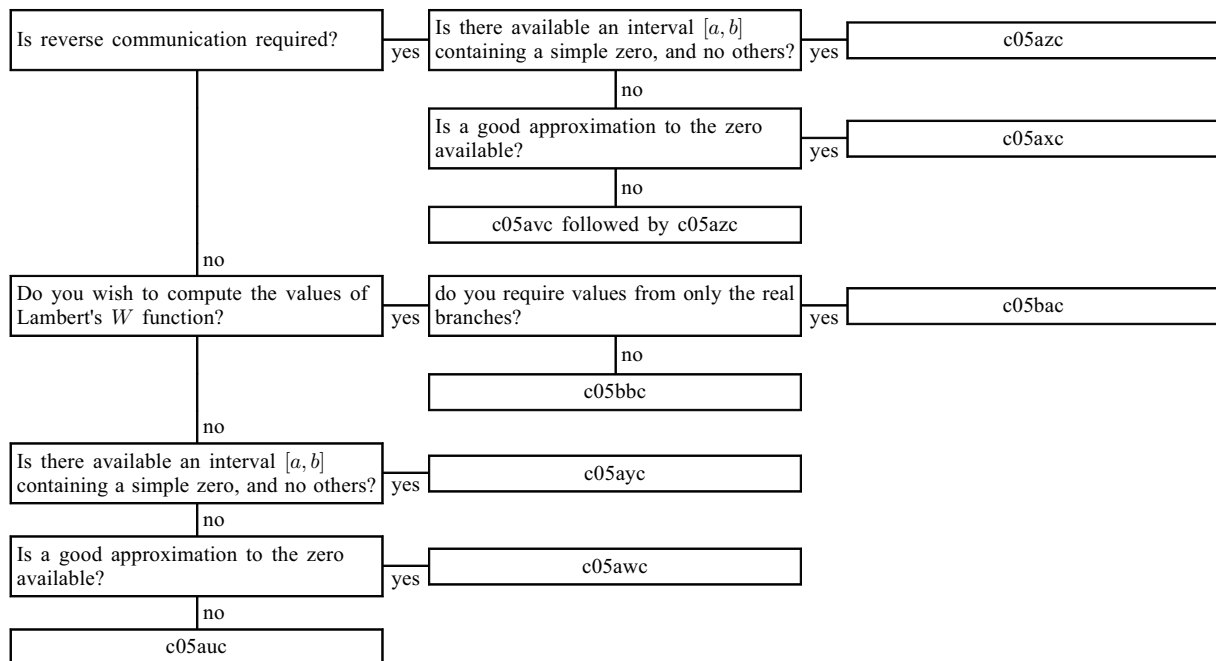 Is reverse communication required?
yes
Is there available an interval [a, b]
containing a simple zero, and no others?
yes
c05azc
no
Is a good approximation to the zero
available?
yes
c05axc
no
c05avc followed by c05azc
no
Do you wish to compute the values of
Lambert's W function?
yes
do you require values from only the real
branches?
yes
c05bac
no
c05bbc
no
Is there available an interval [a, b]
containing a simple zero, and no others?
yes
c05ayc
no
Is a good approximation to the zero
available?
yes
c05awc
no
c05auc